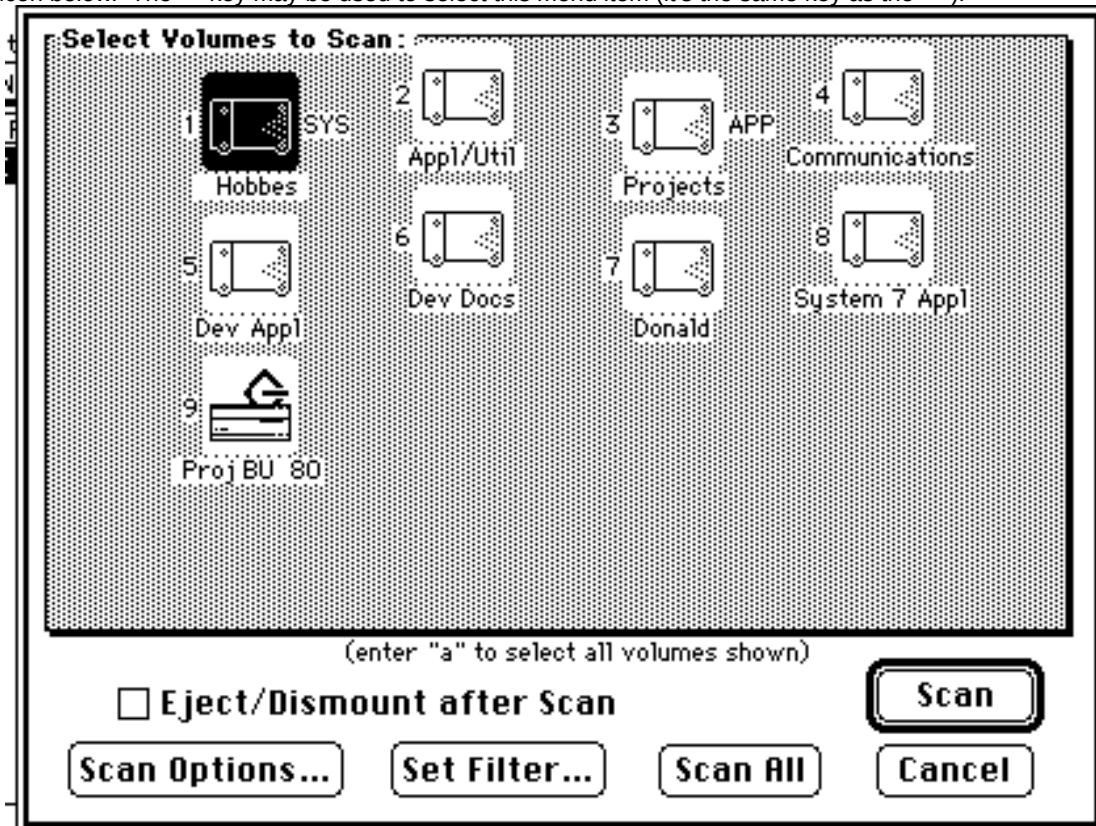 Select Volumes to Scan:
1 SYS
Hobbes
2
Appl/Util
3 APP
Projects
4
Communications
5
Dev Appl
6
Dev Docs
7
Donald
8
System 7 Appl
9
Proj BU 80
(enter "a" to select all volumes shown)
Eject/Dismount after Scan
Scan
Scan Options...
Set Filter...
Scan All
Cancel